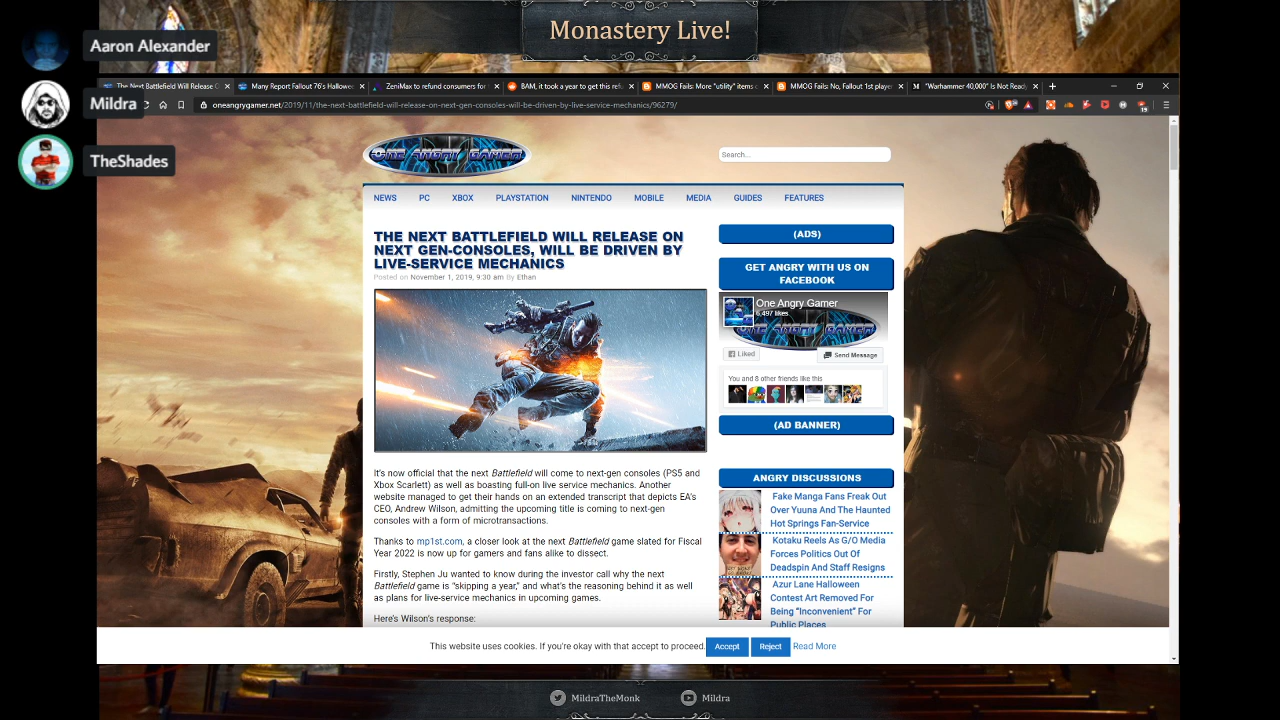 Monastery Live!
Aaron Alexander
Mildra
TheShades
The Next Battlefield Will Release O
Many Report Fallout 76's Hallowe
ZeniMax to refund consumers for
BAM, it took a year to get this refu
MMOG Fails: More "utility" items c
MMOG Fails: No, Fallout 1st player
"Warhammer 40,000" Is Not Ready
oneangrygamer.net/2019/11/the-next-battlefield-will-release-on-next-gen-consoles-will-be-driven-by-live-service-mechanics/96279/
ONE ANGRY GAMER
Search...
NEWS PC XBOX PLAYSTATION NINTENDO MOBILE MEDIA GUIDES FEATURES
THE NEXT BATTLEFIELD WILL RELEASE ON
NEXT GEN-CONSOLES, WILL BE DRIVEN BY
LIVE-SERVICE MECHANICS
Posted on November 1, 2019, 9:30 am By Ethan
It's now official that the next Battlefield will come to next-gen consoles (PS5 and
Xbox Scarlett) as well as boasting full-on live service mechanics. Another
website managed to get their hands on an extended transcript that depicts EA's
CEO, Andrew Wilson, admitting the upcoming title is coming to next-gen
consoles with a form of microtransactions.
Thanks to mp1st.com, a closer look at the next Battlefield game slated for Fiscal
Year 2022 is now up for gamers and fans alike to dissect.
Firstly, Stephen Ju wanted to know during the investor call why the next
Battlefield game is "skipping a year," and what's the reasoning behind it as well
as plans for live-service mechanics in upcoming games.
Here's Wilson's response:
(ADS)
GET ANGRY WITH US ON
FACEBOOK
One Angry Gamer
6,497 likes
ONE ANGRY GAMER
Liked
Send Message
You and 8 other friends like this
(AD BANNER)
ANGRY DISCUSSIONS
Fake Manga Fans Freak Out
Over Yuuna And The Haunted
Hot Springs Fan-Service
Kotaku Reels As G/O Media
Forces Politics Out Of
Deadspin And Staff Resigns
Azur Lane Halloween
Contest Art Removed For
Being "Inconvenient" For
Public Places
This website uses cookies. If you're okay with that accept to proceed.
Accept
Reject
Read More
MildraTheMonk
Mildra